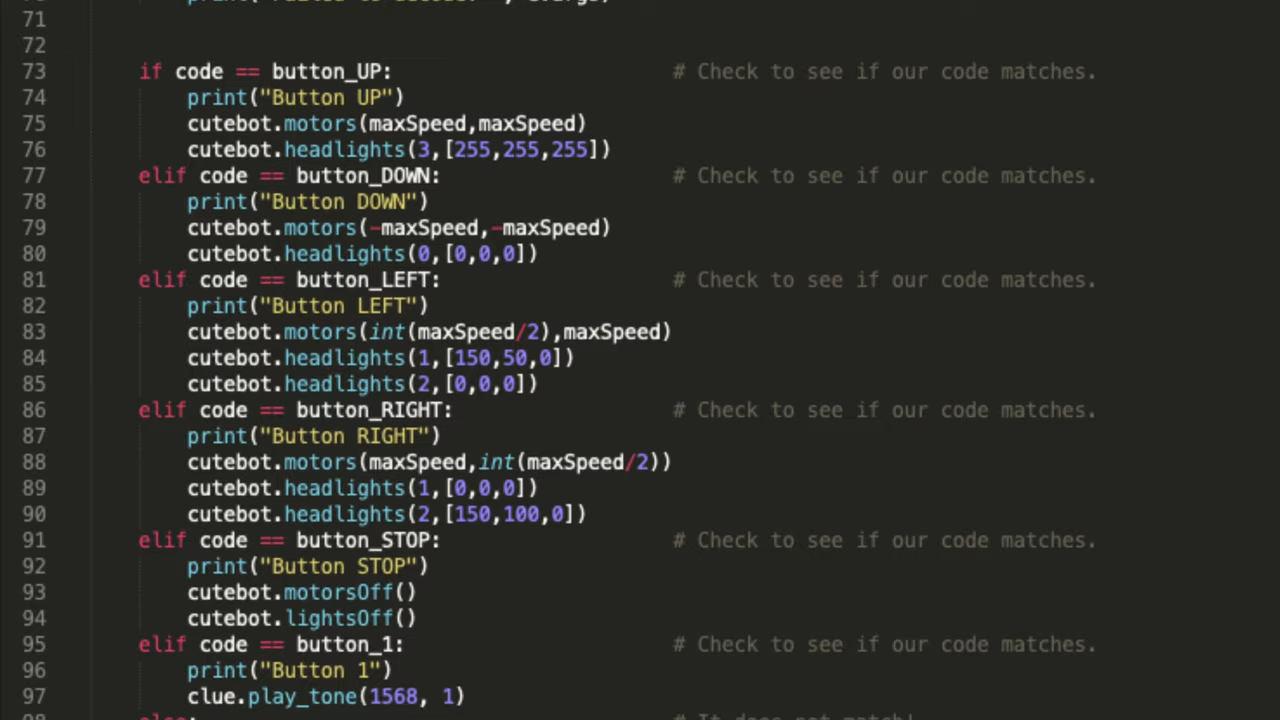 71
72
73 if code == button_UP: # Check to see if our code matches.
74 print("Button UP")
75 cutebot.motors(maxSpeed,maxSpeed)
76 cutebot.headlights(3,[255,255,255])
77 elif code == button_DOWN: # Check to see if our code matches.
78 print("Button DOWN")
79 cutebot.motors(-maxSpeed,-maxSpeed)
80 cutebot.headlights(0,[0,0,0])
81 elif code == button_LEFT: # Check to see if our code matches.
82 print("Button LEFT")
83 cutebot.motors(int(maxSpeed/2),maxSpeed)
84 cutebot.headlights(1,[150,50,0])
85 cutebot.headlights(2,[0,0,0])
86 elif code == button_RIGHT: # Check to see if our code matches.
87 print("Button RIGHT")
88 cutebot.motors(maxSpeed,int(maxSpeed/2))
89 cutebot.headlights(1,[0,0,0])
90 cutebot.headlights(2,[150,100,0])
91 elif code == button_STOP: # Check to see if our code matches.
92 print("Button STOP")
93 cutebot.motorsOff()
94 cutebot.lightsOff()
95 elif code == button_1: # Check to see if our code matches.
96 print("Button 1")
97 clue.play_tone(1568, 1)
98 else: # It does not match!